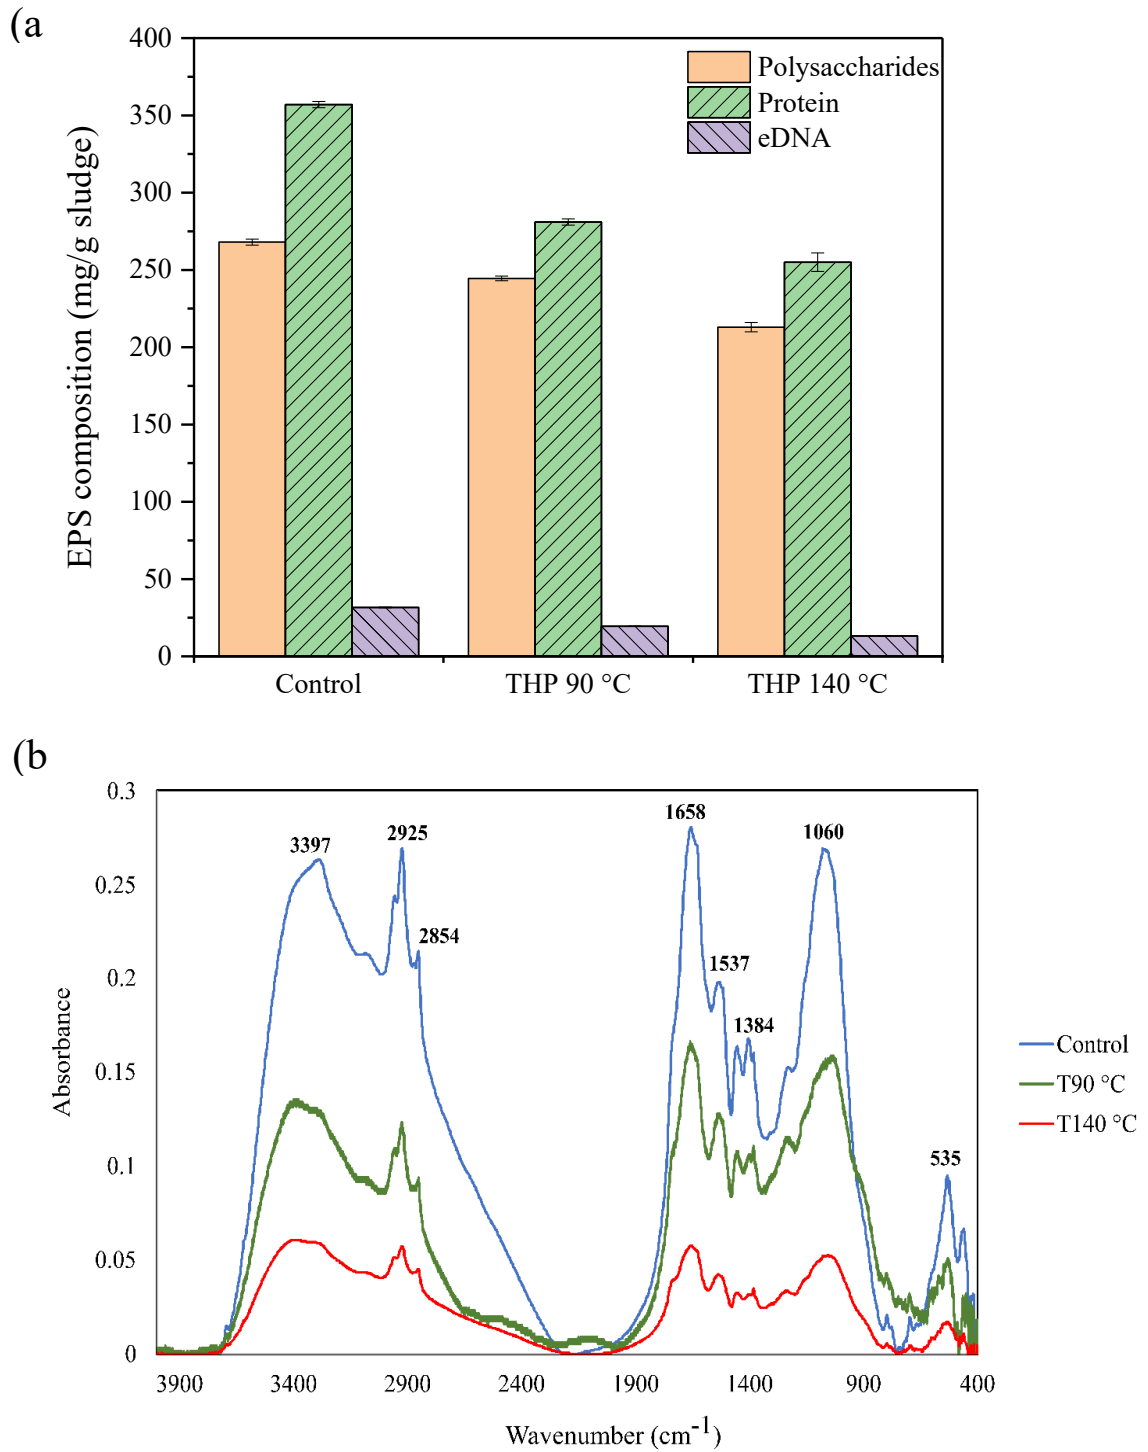 (a
EPS composition (mg/g sludge)
400
350
300
250
200
150
100
50
0
Polysaccharides
Protein
eDNA
Control
THP 90 °C
THP 140 °C
(b
Absorbance
0.3
0.25
0.2
0.15
0.1
0.05
0
3397
2925
2854
1658
1537
1384
1060
535
Control
T90 °C
T140 °C
3900
3400
2900
2400
1900
1400
900
400
Wavenumber (cm-1)